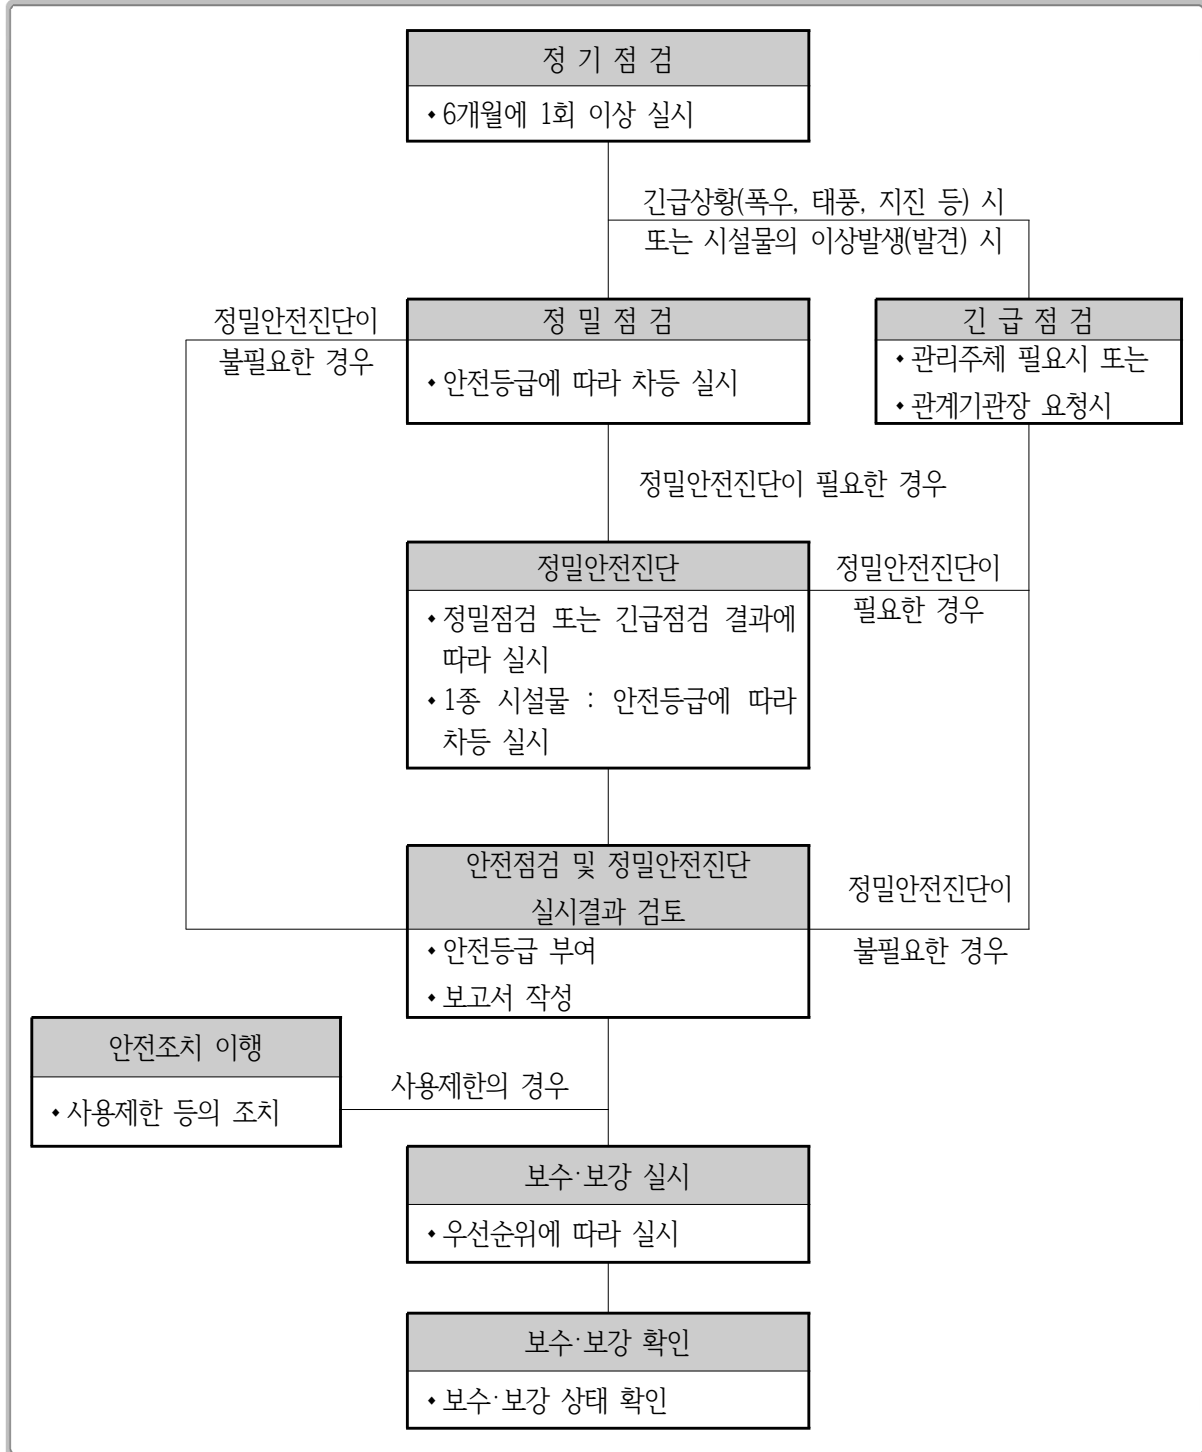 정 기 점 검
◆ 6개월에 1회 이상 실시
긴급상황(폭우, 태풍, 지진 등) 시
또는 시설물의 이상발생(발견) 시
정밀안전진단이
불필요한 경우
정 밀 점 검
◆ 안전등급에 따라 차등 실시
긴 급 점 검
◆ 관리주체 필요시 또는
◆ 관계기관장 요청시
정밀안전진단이 필요한 경우
정밀안전진단
◆ 정밀점검 또는 긴급점검 결과에
따라 실시
◆ 1종 시설물 : 안전등급에 따라
차등 실시
정밀안전진단이
필요한 경우
안전점검 및 정밀안전진단
실시결과 검토
◆ 안전등급 부여
◆ 보고서 작성
정밀안전진단이
불필요한 경우
안전조치 이행
◆ 사용제한 등의 조치
사용제한의 경우
보수·보강 실시
◆ 우선순위에 따라 실시
보수·보강 확인
◆ 보수·보강 상태 확인